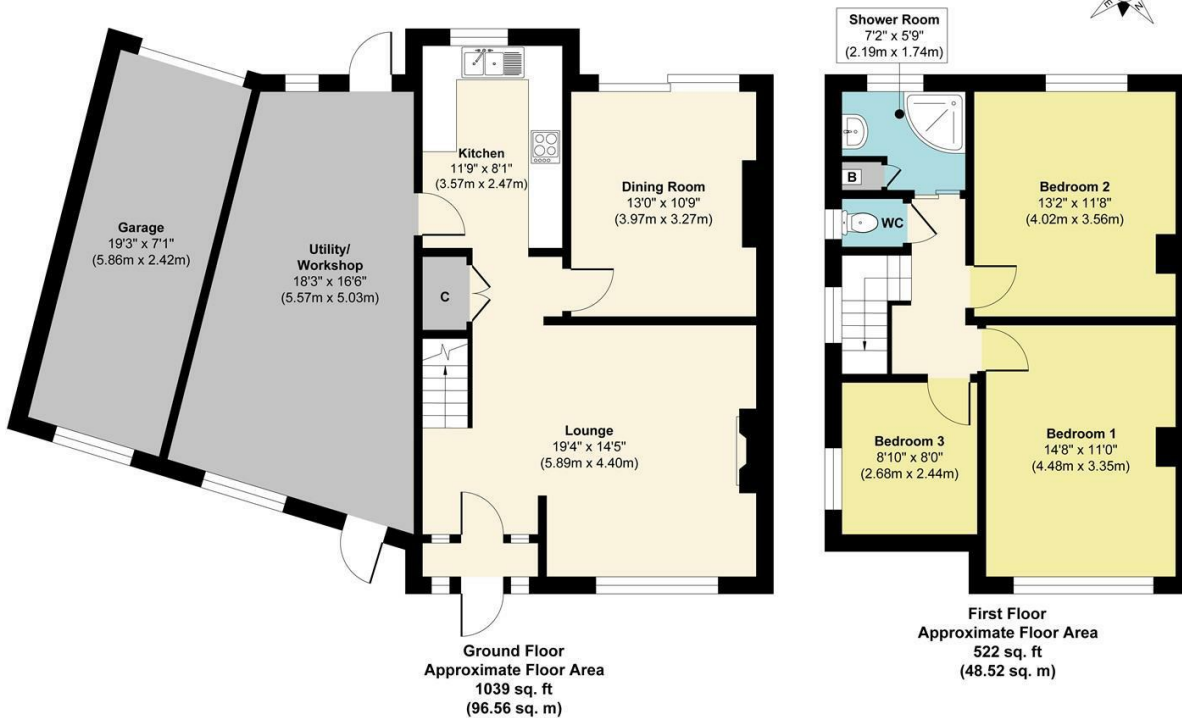 Garage
19'3" x 7'1"
(5.86m x 2.42m)
Utility/
Workshop
18'3" x 16'6"
(5.57m x 5.03m)
Kitchen
11'9" x 8'1"
(3.57m x 2.47m)
Dining Room
13'0" x 10'9"
(3.97m x 3.27m)
C
Lounge
19'4" x 14'5"
(5.89m x 4.40m)
Ground Floor
Approximate Floor Area
1039 sq. ft
(96.56 sq. m)
Shower Room
7'2" x 5'9"
(2.19m x 1.74m)
B
WC
Bedroom 2
13'2" x 11'8"
(4.02m x 3.56m)
Bedroom 3
8'10" x 8'0"
(2.68m x 2.44m)
Bedroom 1
14'8" x 11'0"
(4.48m x 3.35m)
First Floor
Approximate Floor Area
522 sq. ft
(48.52 sq. m)
E
N